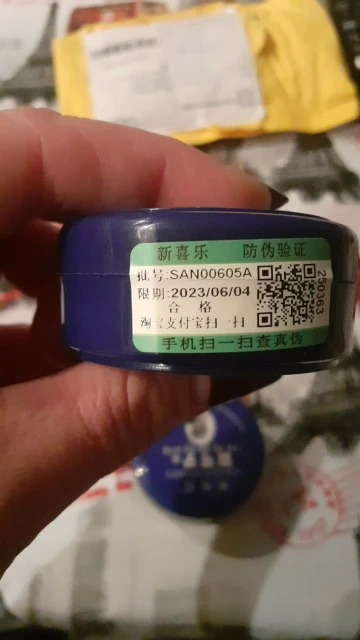 新喜乐 防伪验证
批号:SAN00605A
限期:2023/06/04
合 格
淘宝支付宝扫一扫
手机扫一扫查真伪
250363